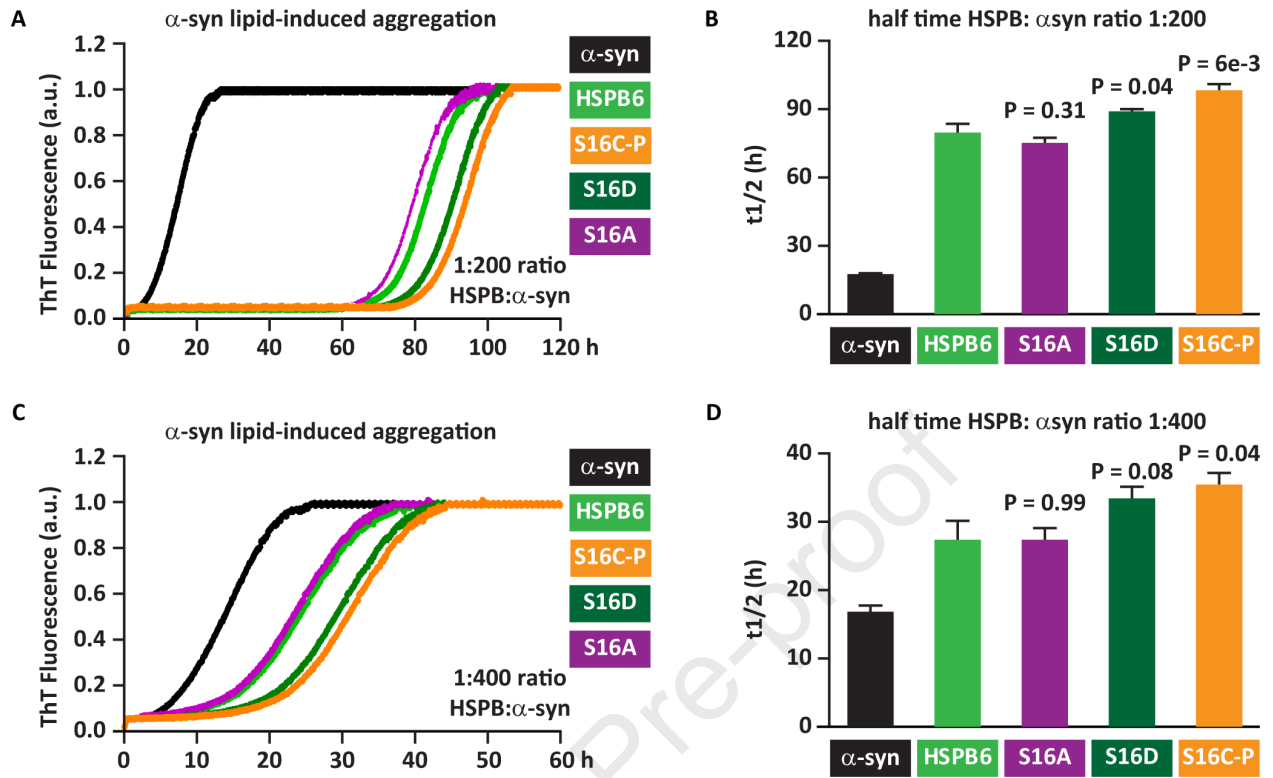 A
α-syn lipid-induced aggregation
ThT Fluorescence (a.u.)
1.2
1.0
0.8
0.6
0.4
0.2
0.0
0
20
40
60
80
100
120 h
1:200 ratio
HSPB:α-syn
α-syn
HSPB6
S16C-P
S16D
S16A
B
half time HSPB: αsyn ratio 1:200
t1/2 (h)
120
90
60
30
0
P = 0.31
P = 0.04
P = 6e-3
α-syn
HSPB6
S16A
S16D
S16C-P
C
α-syn lipid-induced aggregation
ThT Fluorescence (a.u.)
1.2
1.0
0.8
0.6
0.4
0.2
0.0
0
10
20
30
40
50
60 h
1:400 ratio
HSPB:α-syn
α-syn
HSPB6
S16C-P
S16D
S16A
D
half time HSPB: αsyn ratio 1:400
t1/2 (h)
40
30
20
10
0
P = 0.99
P = 0.08
P = 0.04
α-syn
HSPB6
S16A
S16D
S16C-P
Pre-proof